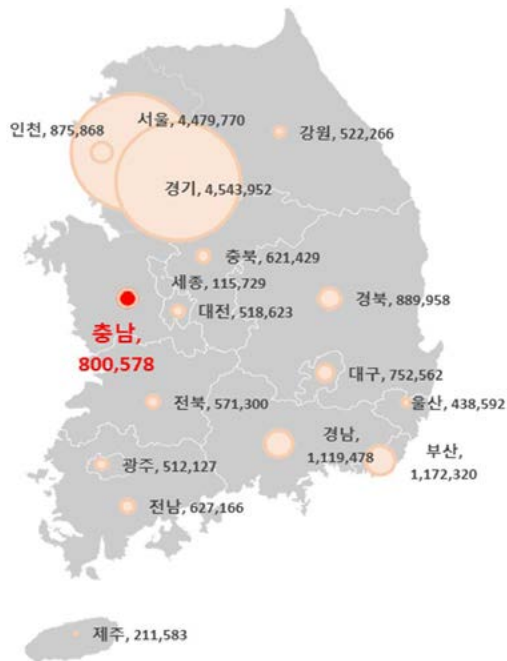 서울, 4,479,770
인천, 875,868
강원, 522,266
경기, 4,543,952
충북, 621,429
세종, 115,729
경북, 889,958
대전, 518,623
충남,
800,578
대구, 752,562
전북, 571,300
울산, 438,592
경남,
1,119,478
부산,
1,172,320
광주, 512,127
전남, 627,166
제주, 211,583